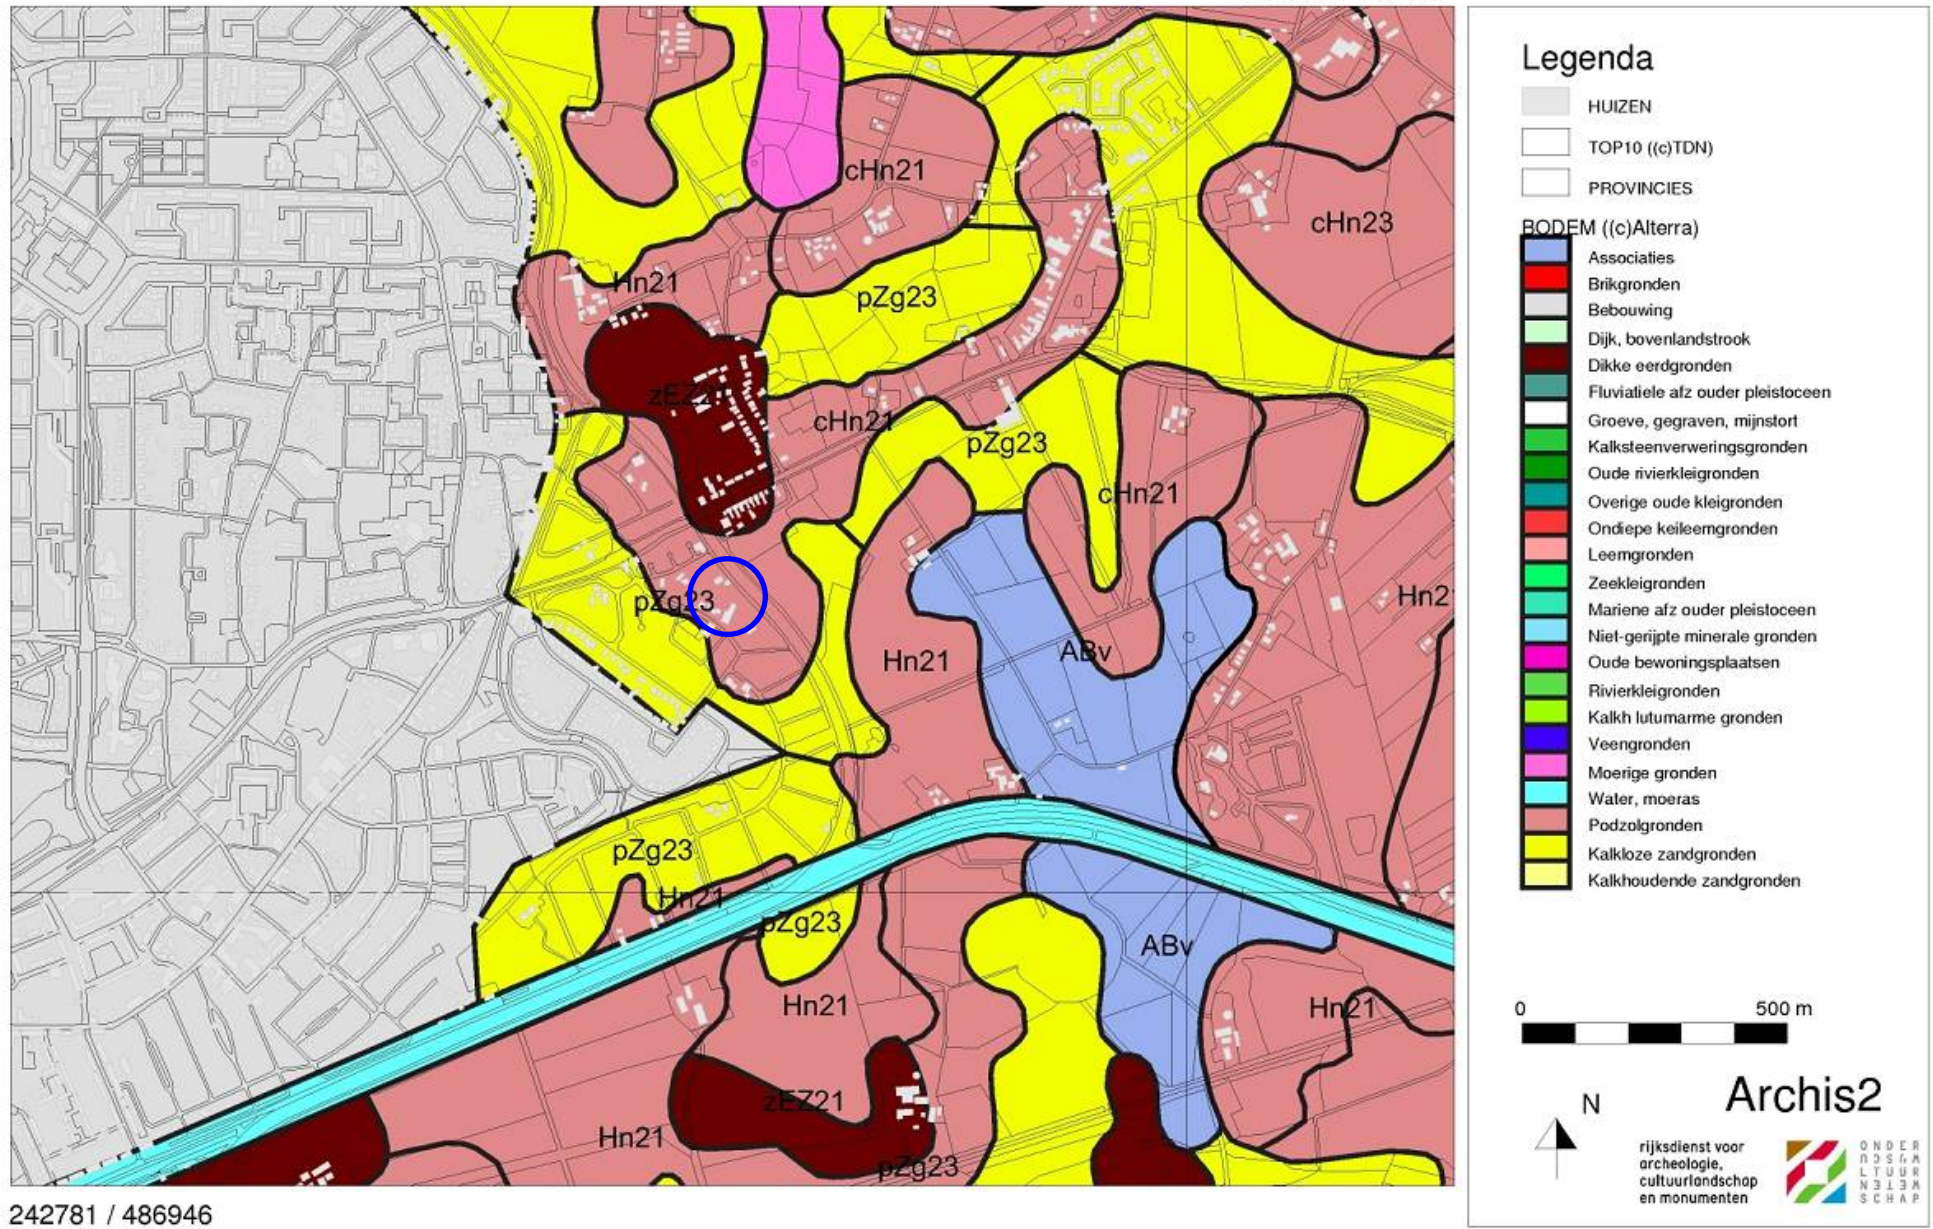 cHn21
cHn23
Hn21
pZg23
zEZ21
cHn21
pZg23
cHn21
pZg23
Hn2
Hn21
ABv
pZg23
Hn21
pZg23
ABv
Hn21
Hn21
zEZ21
Hn21
pZg23
242781 / 486946
Legenda
HUIZEN
TOP10 ((c)TDN)
PROVINCIES
BODEM ((c)Alterra)
Associaties
Brikgronden
Bebouwing
Dijk, bovenlandstrook
Dikke eerdgronden
Fluviatiele afz ouder pleistoceen
Groeve, gegraven, mijnstort
Kalksteenverweringsgronden
Oude rivierkleigronden
Overige oude kleigronden
Ondiepe keileemgronden
Leemgronden
Zeekleigronden
Mariene afz ouder pleistoceen
Niet-gerijpte minerale gronden
Oude bewoningsplaatsen
Rivierkleigronden
Kalkh lutumarme gronden
Veengronden
Moerige gronden
Water, moeras
Podzolgronden
Kalkloze zandgronden
Kalkhoudende zandgronden
0 500 m
N
Archis2
rijksdienst voor
archeologie,
cultuurlandschap
en monumenten